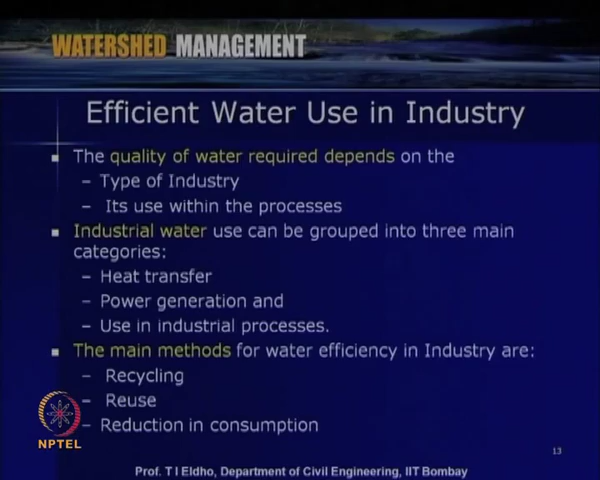 WATERSHED MANAGEMENT
Efficient Water Use in Industry
▪ The quality of water required depends on the
– Type of Industry
– Its use within the processes
▪ Industrial water use can be grouped into three main
categories:
– Heat transfer
– Power generation and
– Use in industrial processes.
▪ The main methods for water efficiency in Industry are:
– Recycling
– Reuse
– Reduction in consumption
NPTEL
13
Prof. T I Eldho, Department of Civil Engineering, IIT Bombay